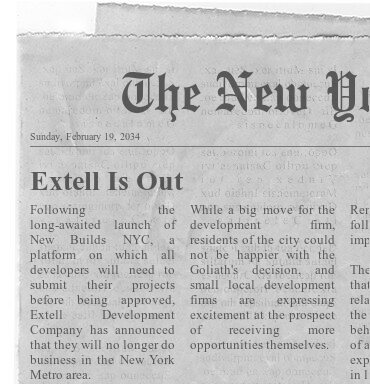 The New Yo
Sunday, February 19, 2034
Extell Is Out
Following the
long-awaited launch of
New Builds NYC, a
platform on which all
developers will need to
submit their projects
before being approved,
Extell Development
Company has announced
that they will no longer do
business in the New York
Metro area.
While a big move for the
development firm,
residents of the city could
not be happier with the
Goliath's decision, and
small local development
firms are expressing
excitement at the prospect
of receiving more
opportunities themselves.
Ren
foll
imp
The
that
rela
the
beh
of a
exp
in I